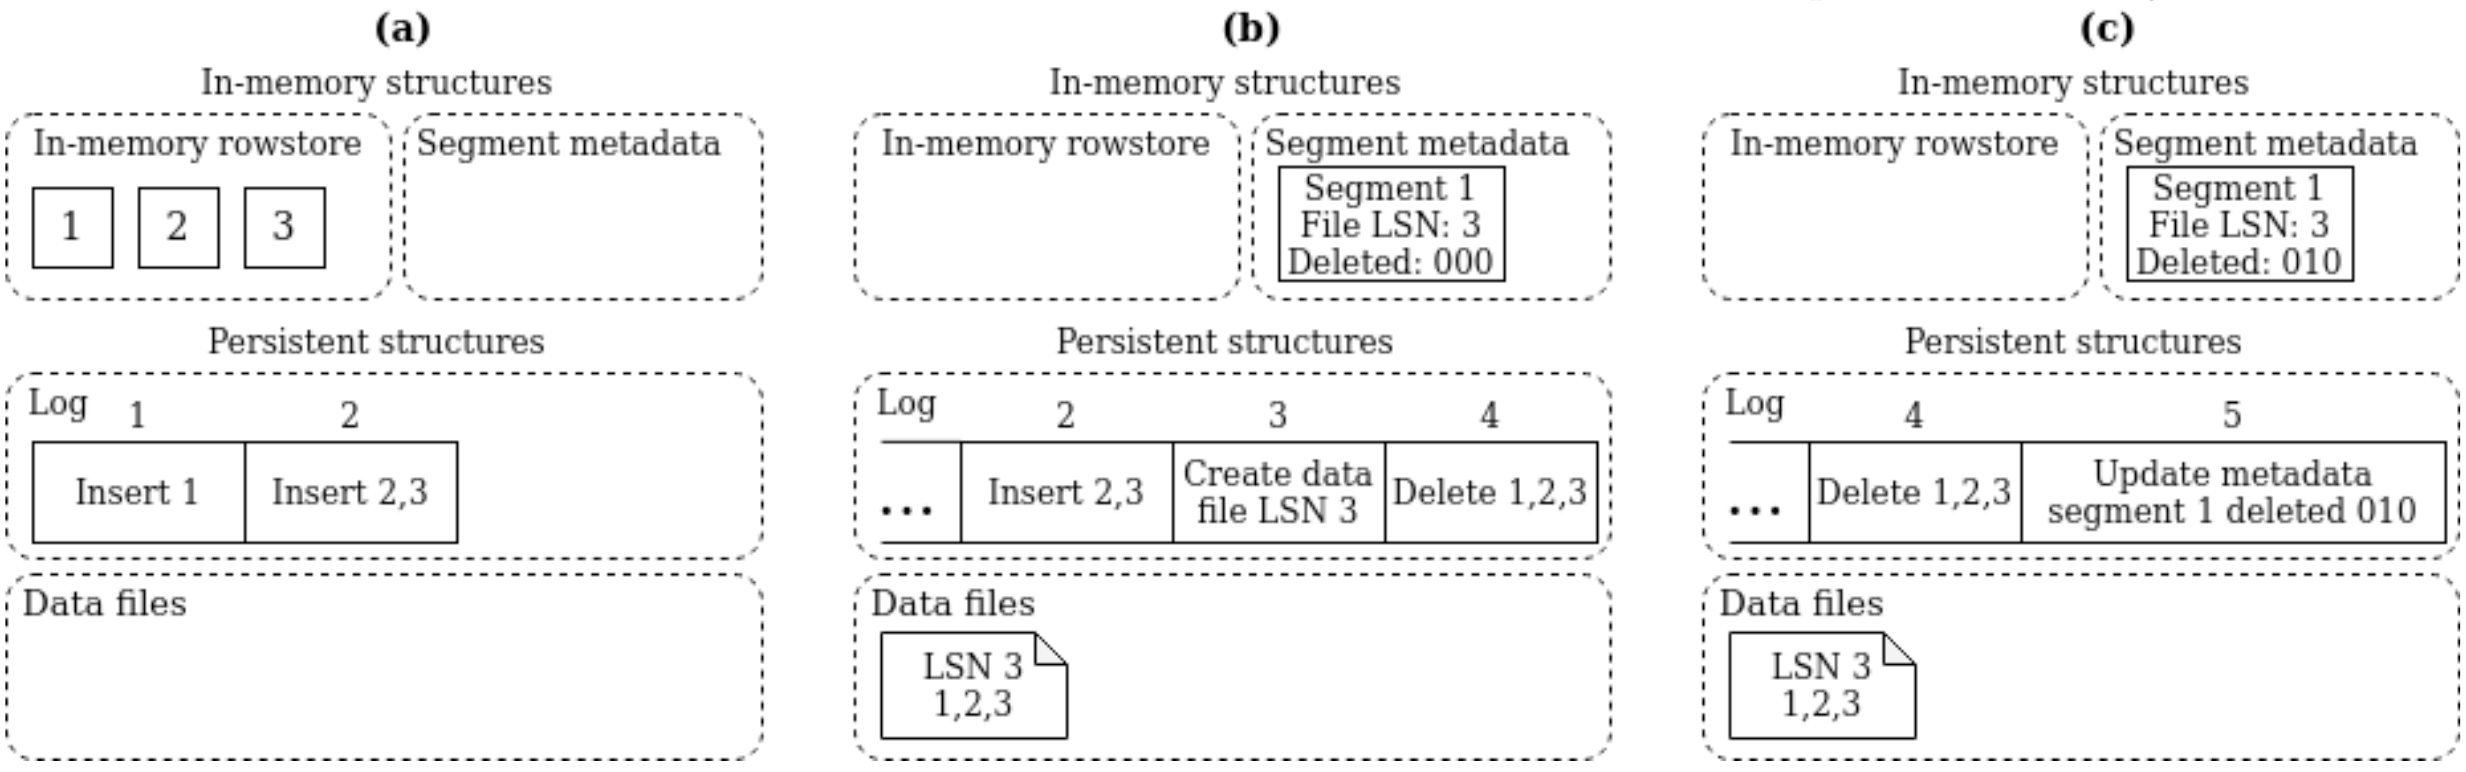 (a)
In-memory structures
In-memory rowstore
1 2 3
Segment metadata
Persistent structures
Log
1 2
Insert 1
Insert 2,3
Data files
(b)
In-memory structures
In-memory rowstore
Segment metadata
Segment 1
File LSN: 3
Deleted: 000
Persistent structures
Log
2 3 4
...
Insert 2,3
Create data
file LSN 3
Delete 1,2,3
Data files
LSN 3
1,2,3
(c)
In-memory structures
In-memory rowstore
Segment metadata
Segment 1
File LSN: 3
Deleted: 010
Persistent structures
Log
4 5
...
Delete 1,2,3
Update metadata
segment 1 deleted 010
Data files
LSN 3
1,2,3